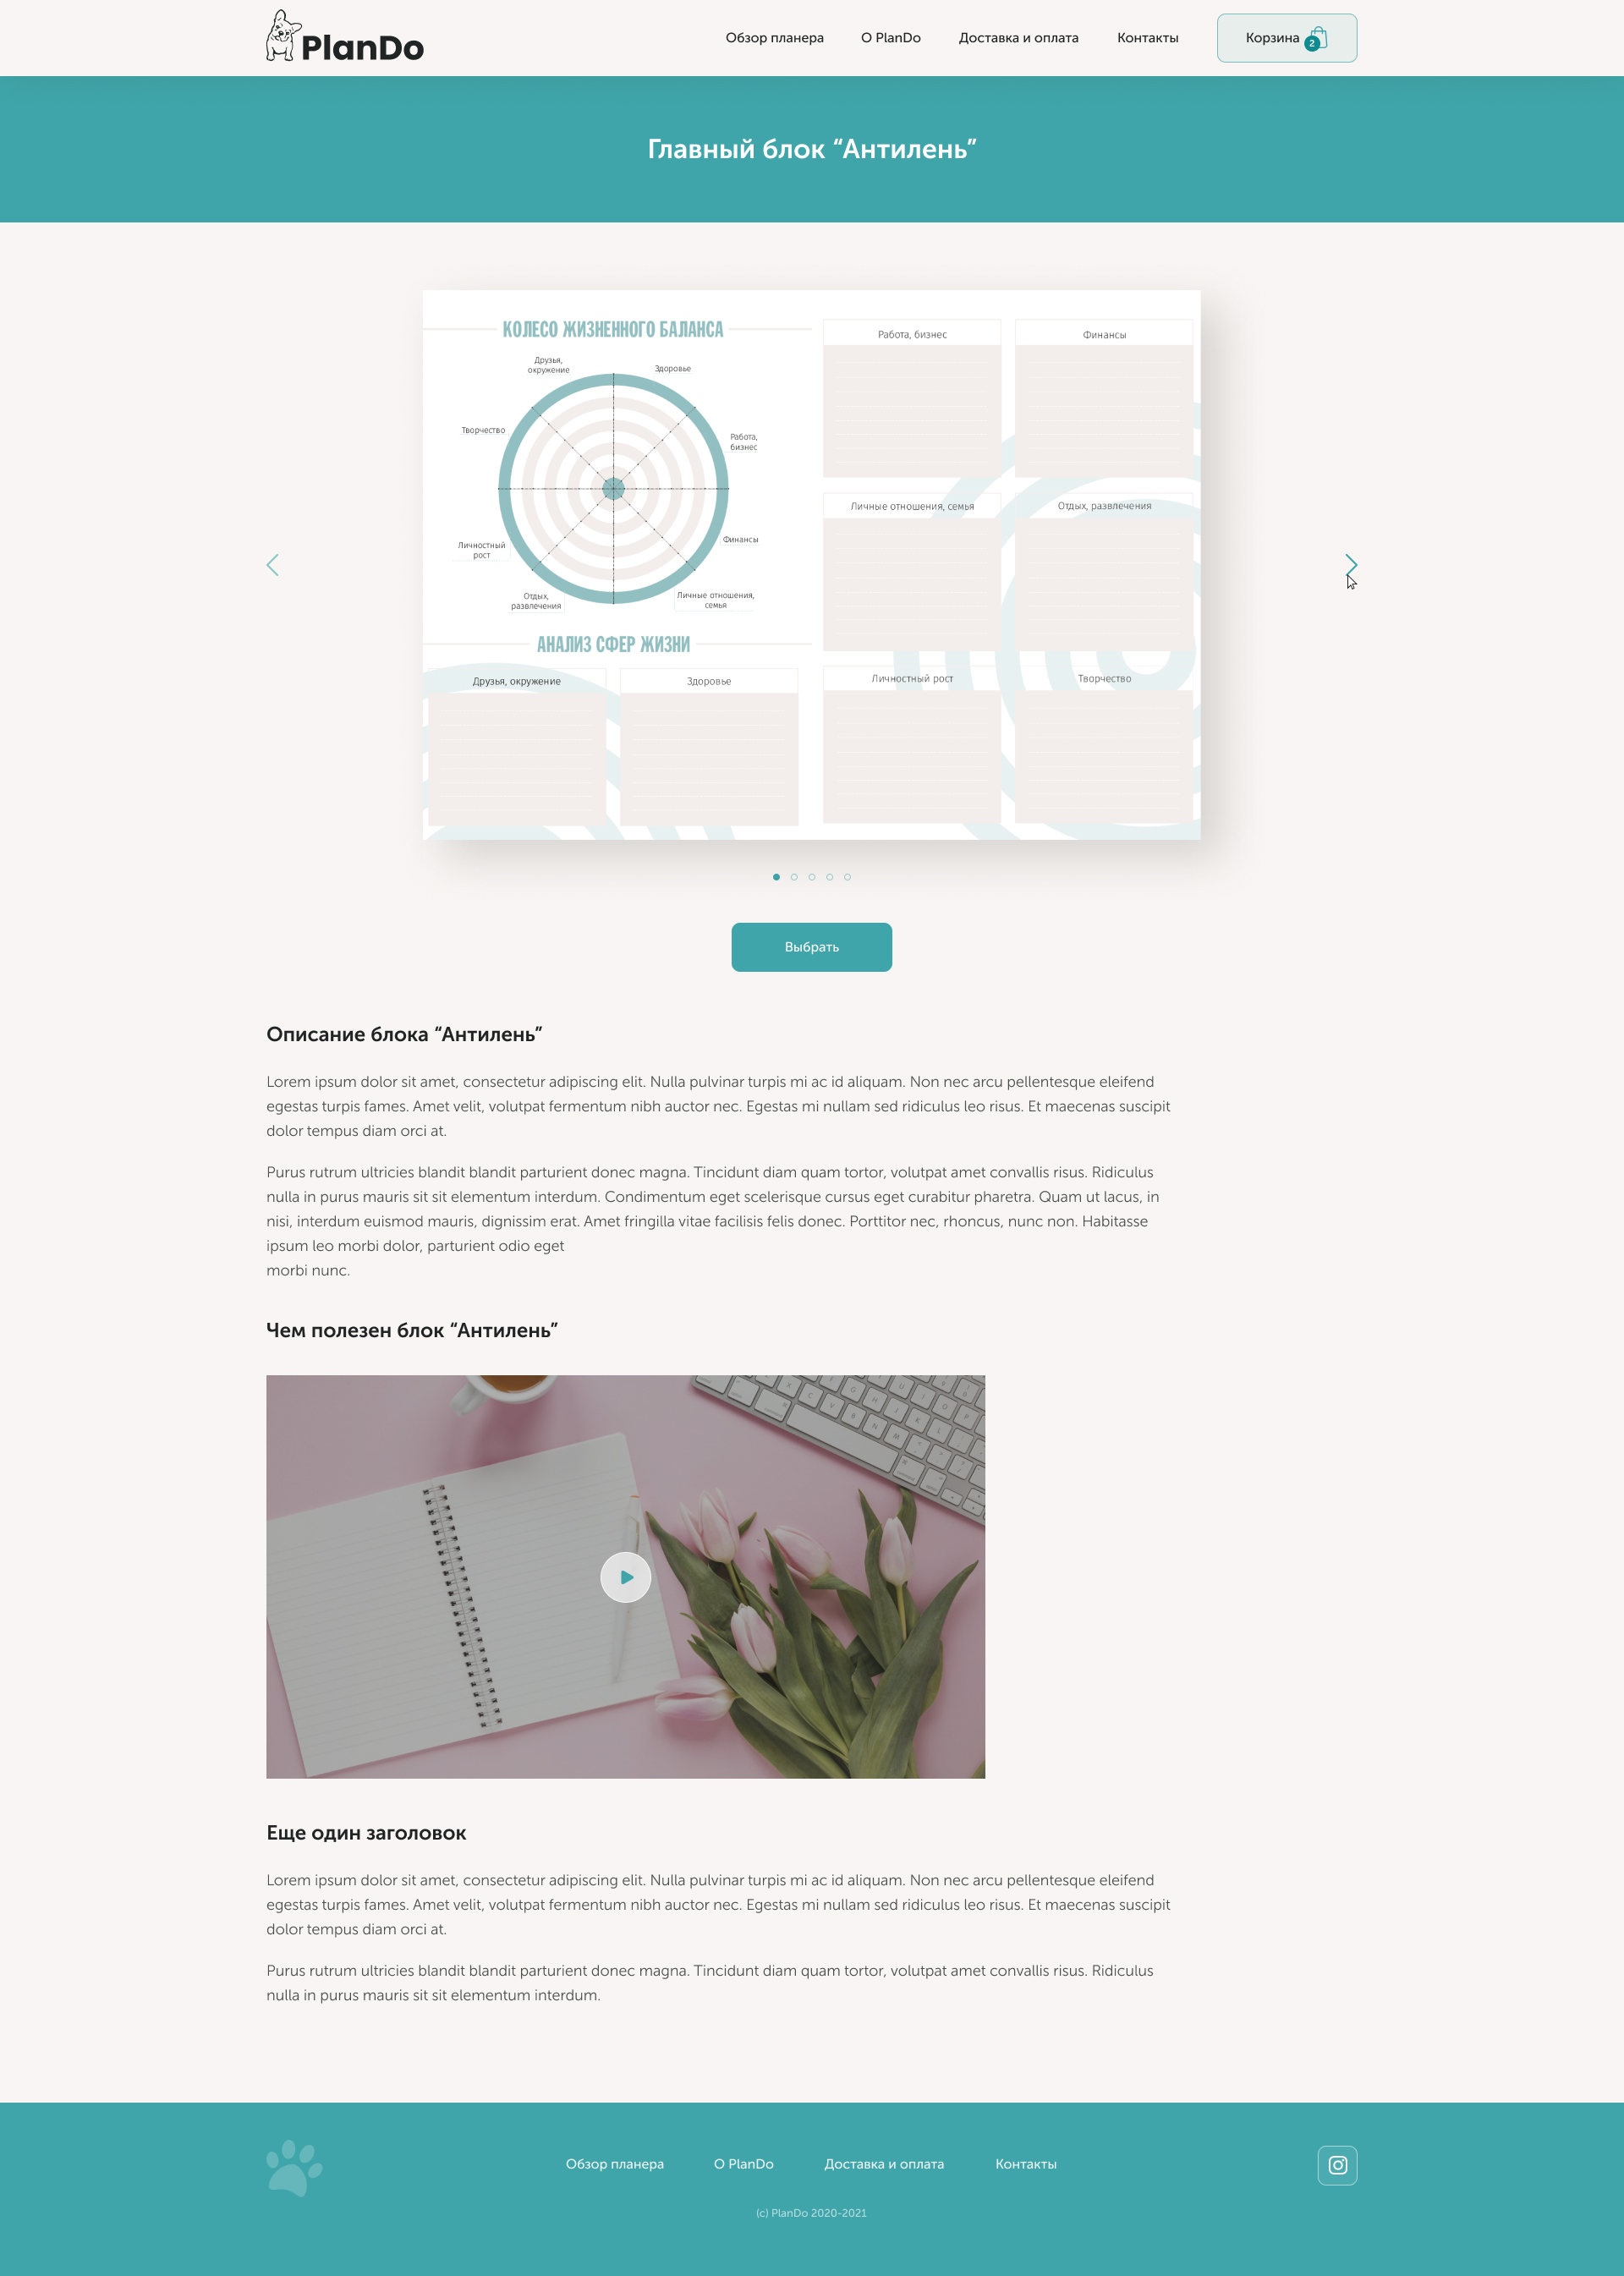 PlanDo
Обзор планера
О PlanDo
Доставка и оплата
Контакты
Корзина
2
Главный блок “Антилень”
КОЛЕСО ЖИЗНЕННОГО БАЛАНСА
Друзья,
окружение
Здоровье
Творчество
Работа,
бизнес
Личностный
рост
Финансы
Отдых,
развлечения
Личные отношения,
семья
АНАЛИЗ СФЕР ЖИЗНИ
Друзья, окружение
Здоровье
Работа, бизнес
Финансы
Личные отношения, семья
Отдых, развлечения
Личностный рост
Творчество
Выбрать
Описание блока “Антилень”
Lorem ipsum dolor sit amet, consectetur adipiscing elit. Nulla pulvinar turpis mi ac id aliquam. Non nec arcu pellentesque eleifend
egestas turpis fames. Amet velit, volutpat fermentum nibh auctor nec. Egestas mi nullam sed ridiculus leo risus. Et maecenas suscipit
dolor tempus diam orci at.
Purus rutrum ultricies blandit blandit parturient donec magna. Tincidunt diam quam tortor, volutpat amet convallis risus. Ridiculus
nulla in purus mauris sit sit elementum interdum. Condimentum eget scelerisque cursus eget curabitur pharetra. Quam ut lacus, in
nisi, interdum euismod mauris, dignissim erat. Amet fringilla vitae facilisis felis donec. Porttitor nec, rhoncus, nunc non. Habitasse
ipsum leo morbi dolor, parturient odio eget
morbi nunc.
Чем полезен блок “Антилень”
Еще один заголовок
Lorem ipsum dolor sit amet, consectetur adipiscing elit. Nulla pulvinar turpis mi ac id aliquam. Non nec arcu pellentesque eleifend
egestas turpis fames. Amet velit, volutpat fermentum nibh auctor nec. Egestas mi nullam sed ridiculus leo risus. Et maecenas suscipit
dolor tempus diam orci at.
Purus rutrum ultricies blandit blandit parturient donec magna. Tincidunt diam quam tortor, volutpat amet convallis risus. Ridiculus
nulla in purus mauris sit sit elementum interdum.
Обзор планера
О PlanDo
Доставка и оплата
Контакты
(c) PlanDo 2020-2021